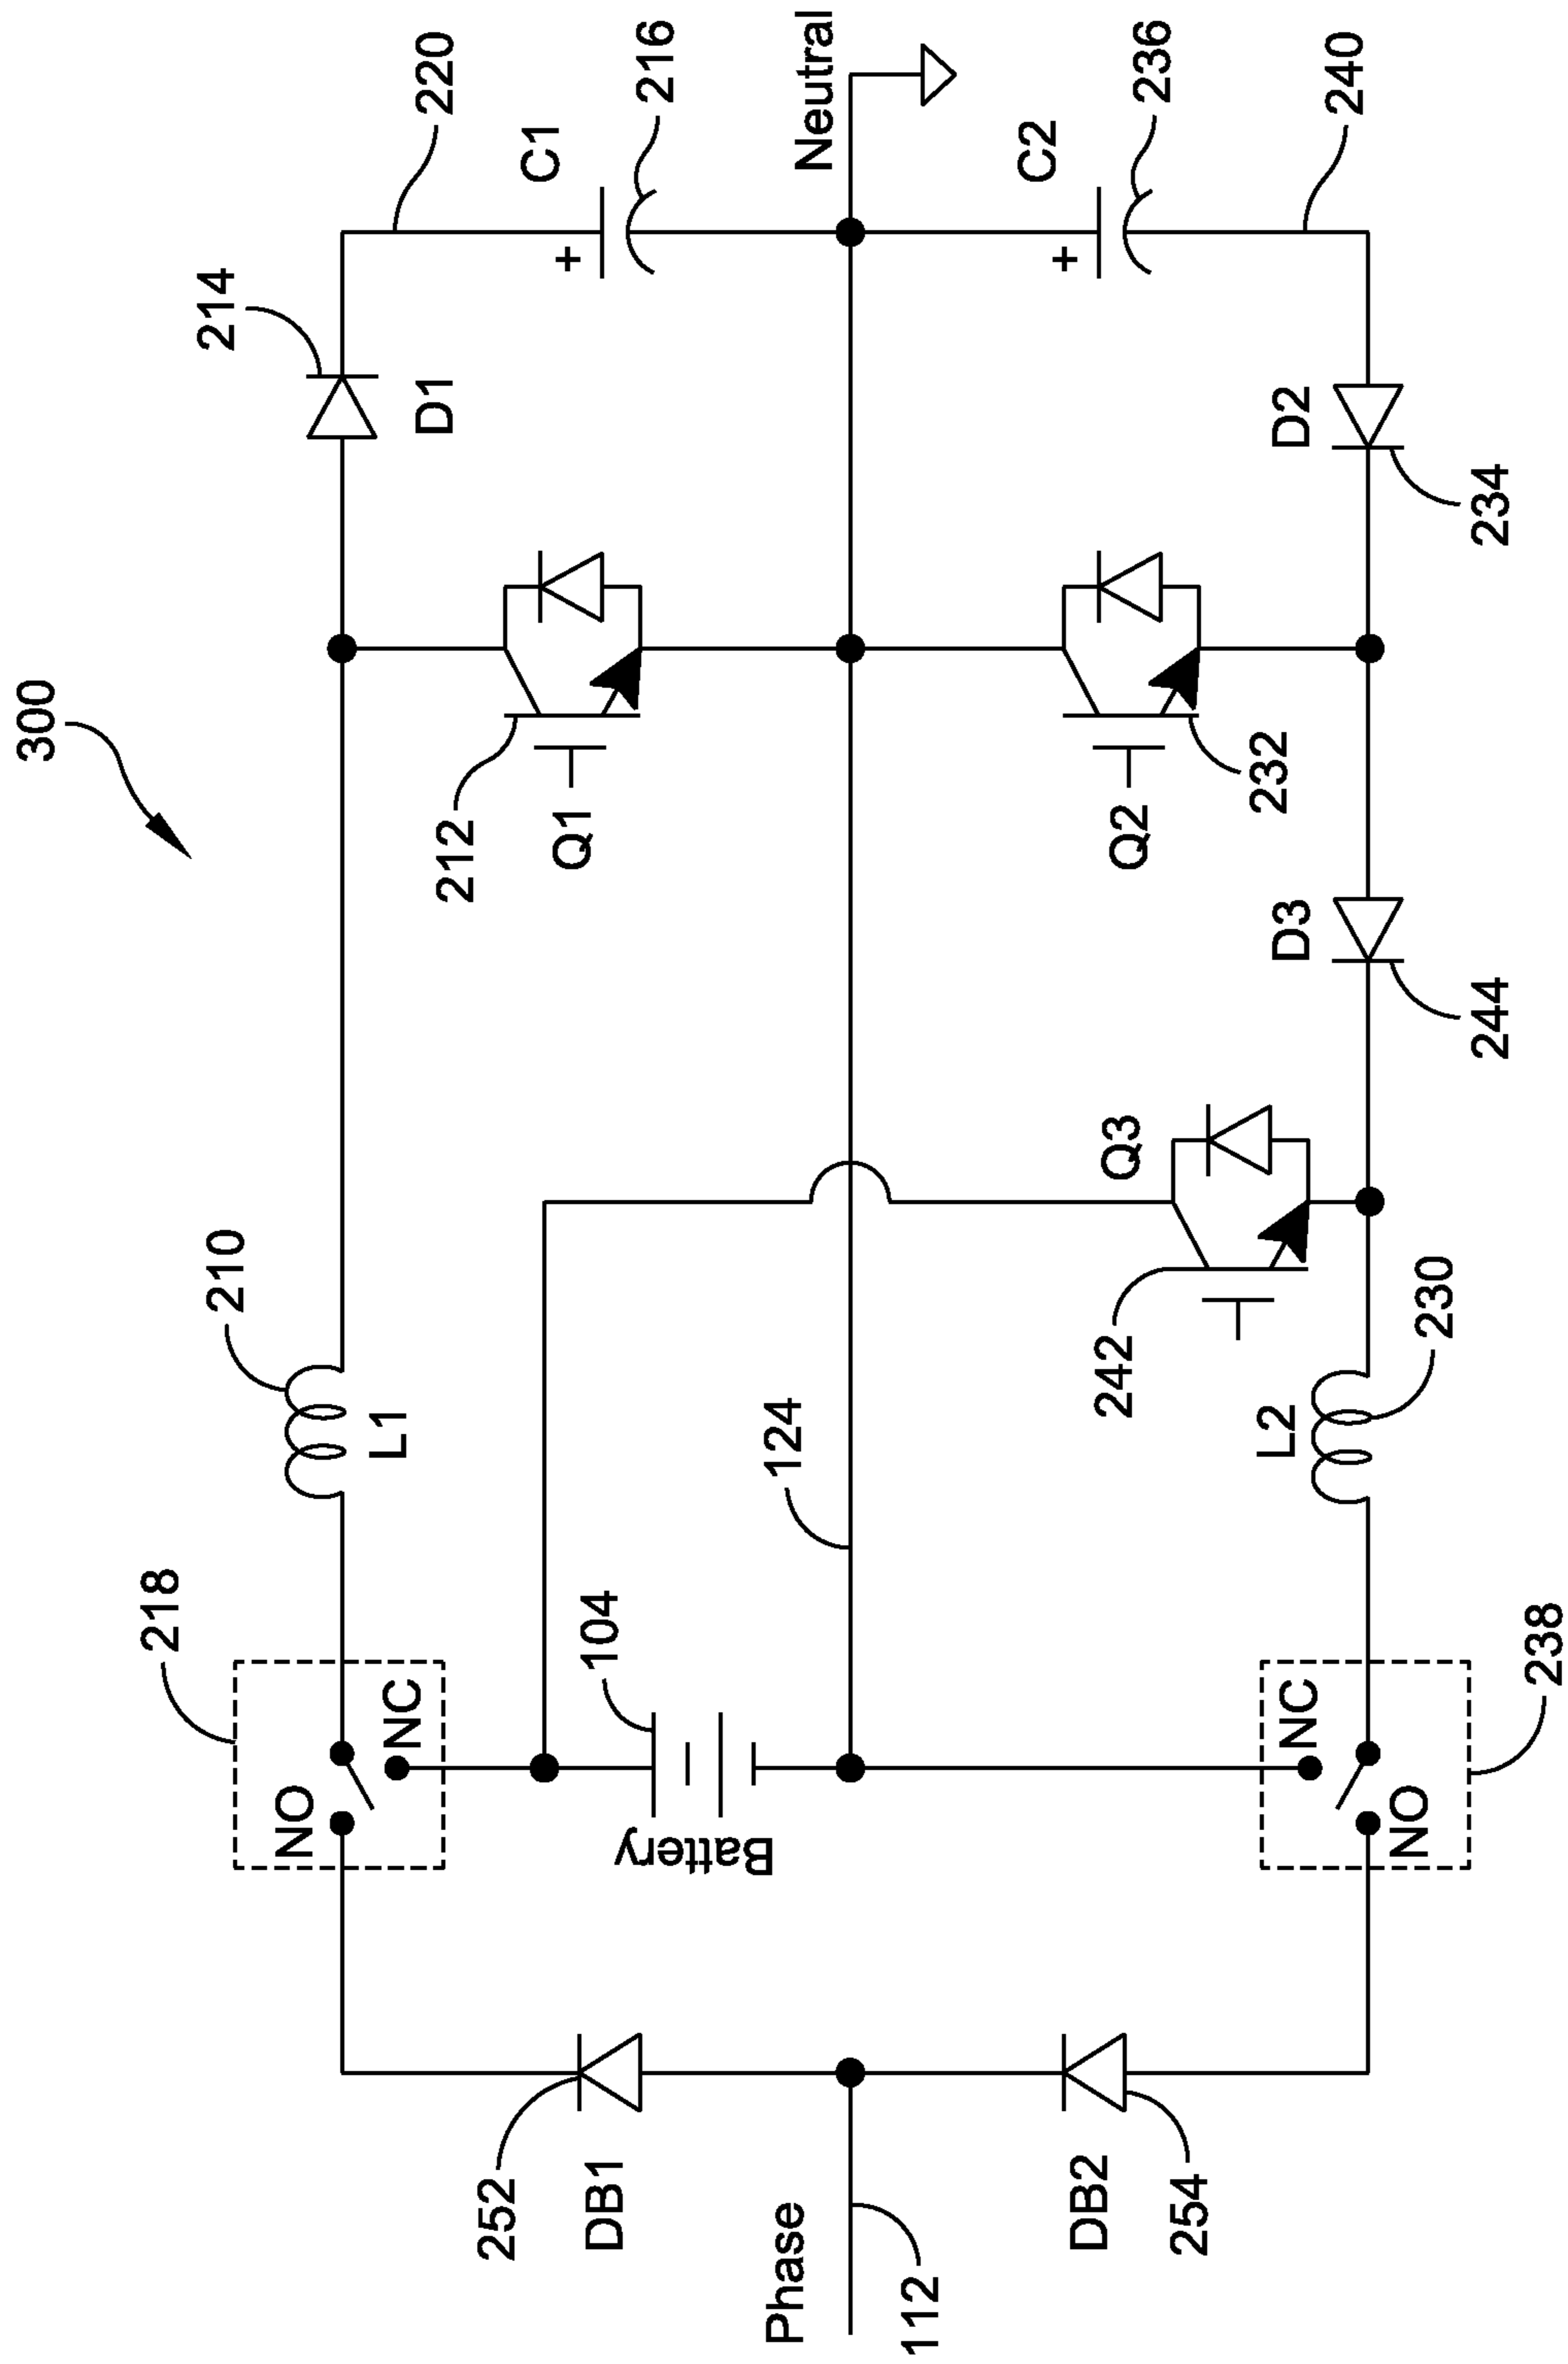 300
218
210
214
220
NO
NC
L1
D1
C1
+
216
212
Q1
104
Battery
252
DB1
Phase
112
124
Neutral
Q3
242
Q2
232
C2
+
236
240
DB2
254
NC
NO
238
L2
230
D3
244
D2
234